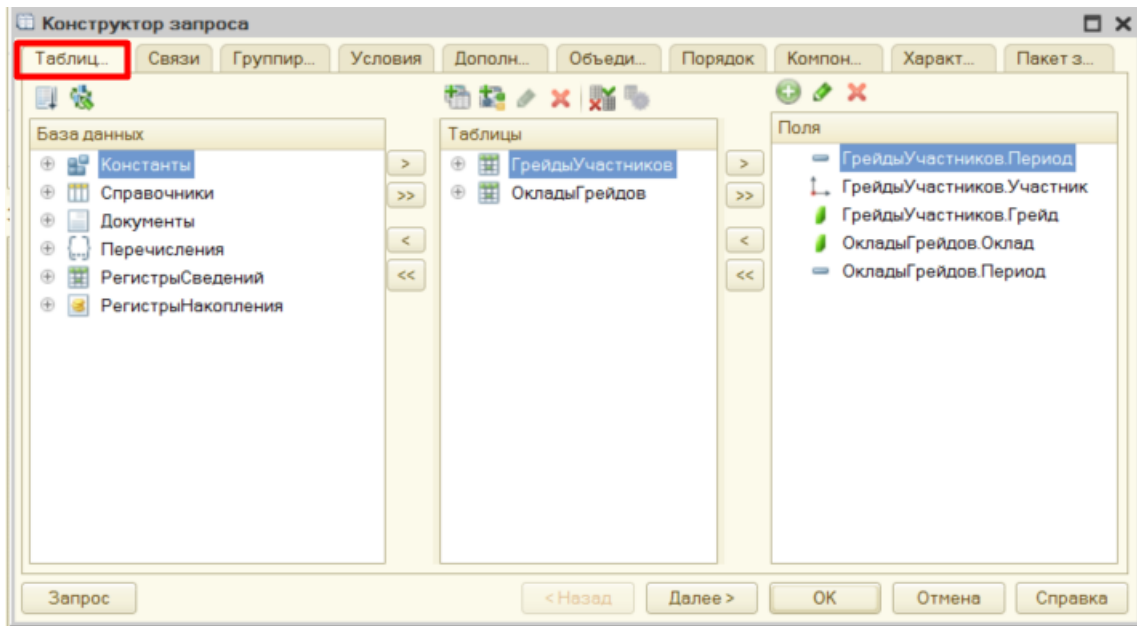 Конструктор запроса
Таблиц... Связи Группир... Условия Дополн... Объеди... Порядок Компон... Характ... Пакет з...
База данных
Константы
Справочники
Документы
Перечисления
РегистрыСведений
РегистрыНакопления
>
>>
<
<<
Таблицы
ГрейдыУчастников
ОкладыГрейдов
>
>>
<
<<
Поля
ГрейдыУчастников.Период
ГрейдыУчастников.Участник
ГрейдыУчастников.Грейд
ОкладыГрейдов.Оклад
ОкладыГрейдов.Период
Запрос < Назад Далее > ОК Отмена Справка